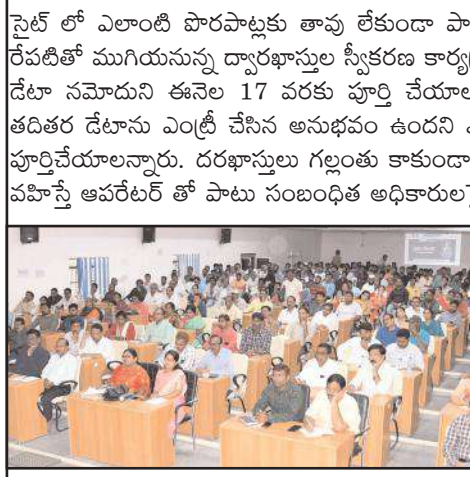 సైట్ లో ఎలాంటి పొరపాట్లకు తావు లేకుండా పా
రేపటితో ముగియనున్న ద్వారఖాస్తుల స్వీకరణ కార్య
డేటా నమోదుని ఈనెల 17 వరకు పూర్తి చేయాల
తదితర డేటాను ఎంట్రీ చేసిన అనుభవం ఉందని
పూర్తిచేయాలన్నారు. దరఖాస్తులు గల్లంతు కాకుండా
వహిస్తే ఆపరేటర్ తో పాటు సంబంధిత అధికారుల